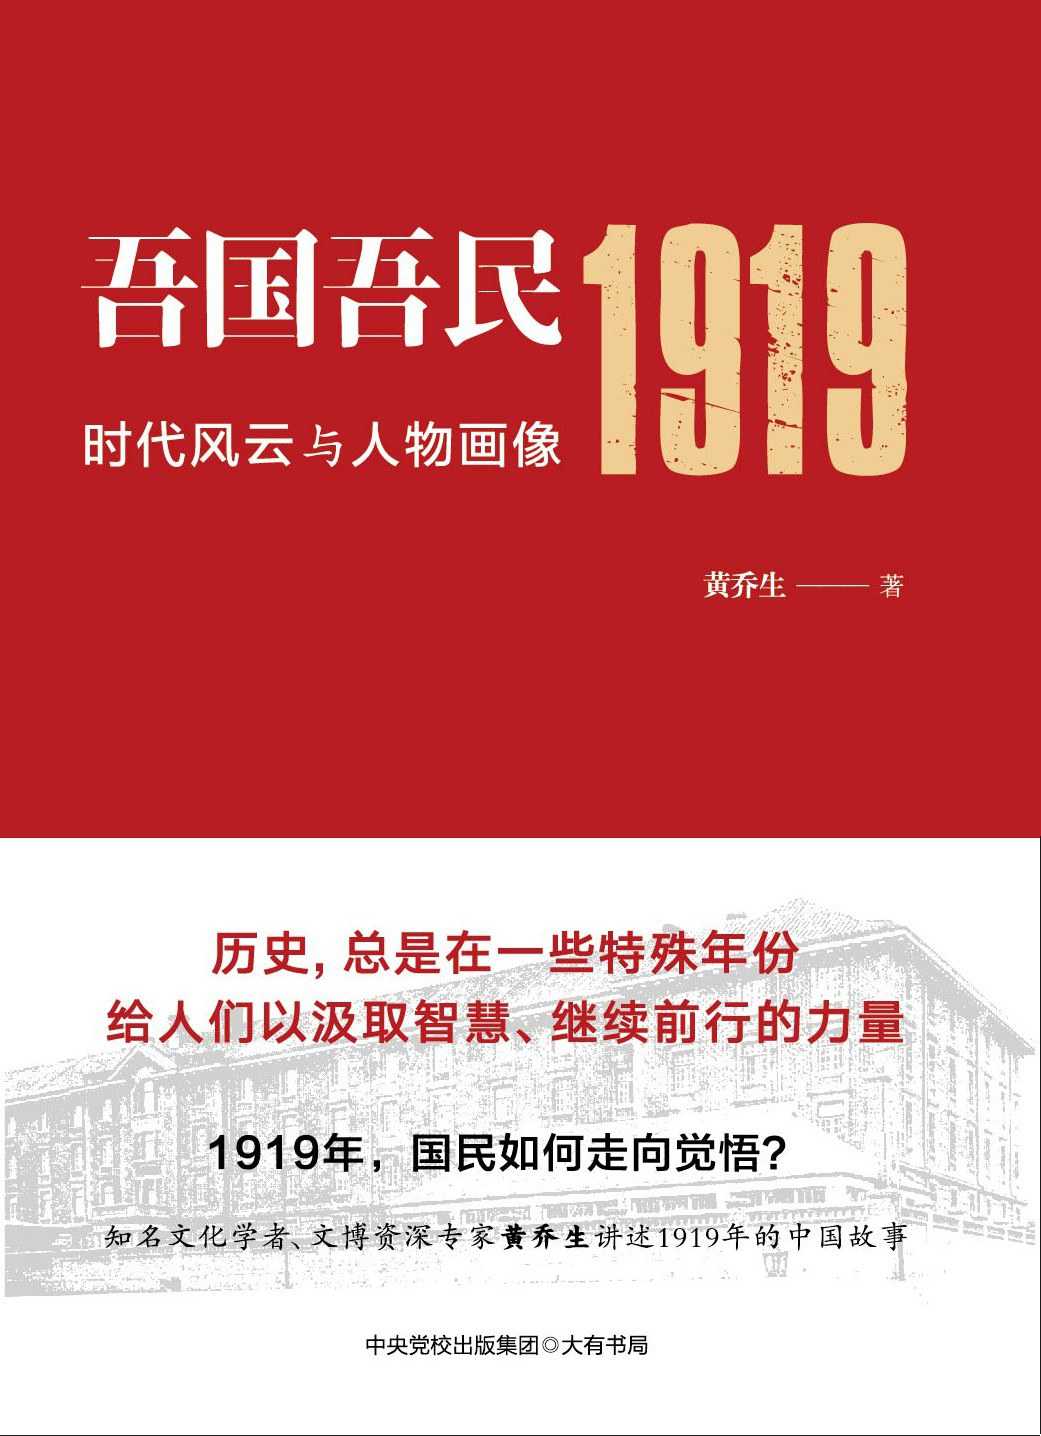 吾国吾民1919
时代风云与人物画像
黄乔生——著
历史，总是在一些特殊年份
给人们以汲取智慧、继续前行的力量
1919年，国民如何走向觉悟？
知名文化学者、文博资深专家黄乔生讲述1919年的中国故事
中央党校出版集团◎大有书局